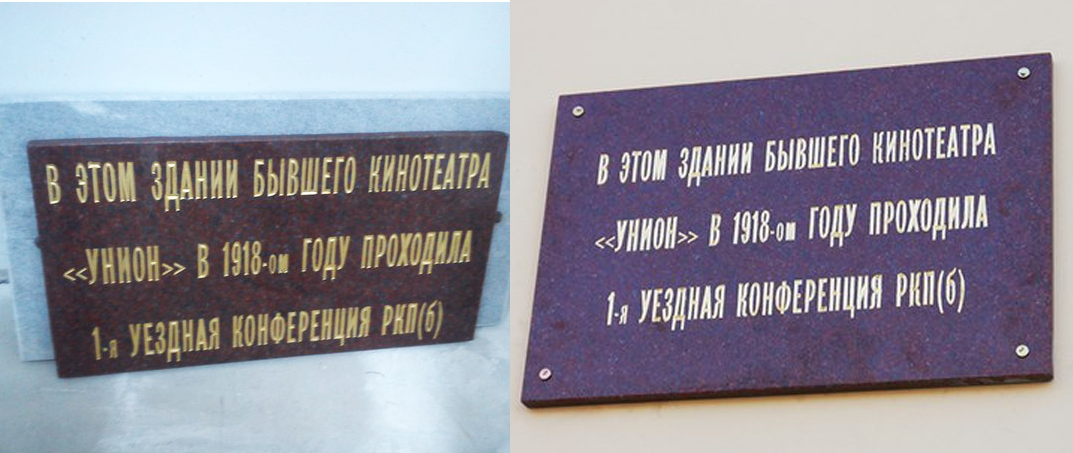 В ЭТОМ ЗДАНИИ БЫВШЕГО КИНОТЕАТРА
<<УНИОН>> В 1918-ом ГОДУ ПРОХОДИЛА
1-я УЕЗДНАЯ КОНФЕРЕНЦИЯ РКП(б)
В ЭТОМ ЗДАНИИ БЫВШЕГО КИНОТЕАТРА
<<УНИОН>> В 1918-ом ГОДУ ПРОХОДИЛА
1-я УЕЗДНАЯ КОНФЕРЕНЦИЯ РКП(б)